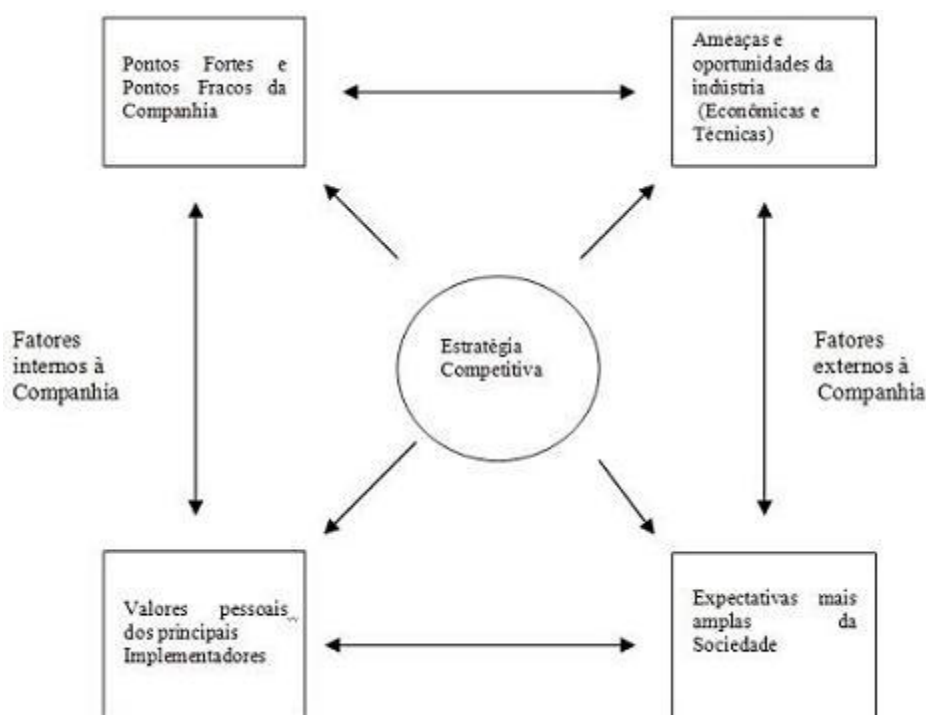 Pontos Fortes e
Pontos Fracos da
Companhia
Ameaças e
oportunidades da
indústria
(Econômicas e
Técnicas)
Fatores
internos à
Companhia
Estratégia
Competitiva
Fatores
externos à
Companhia
Valores pessoais
dos principais
Implementadores
Expectativas mais
amplas da
Sociedade